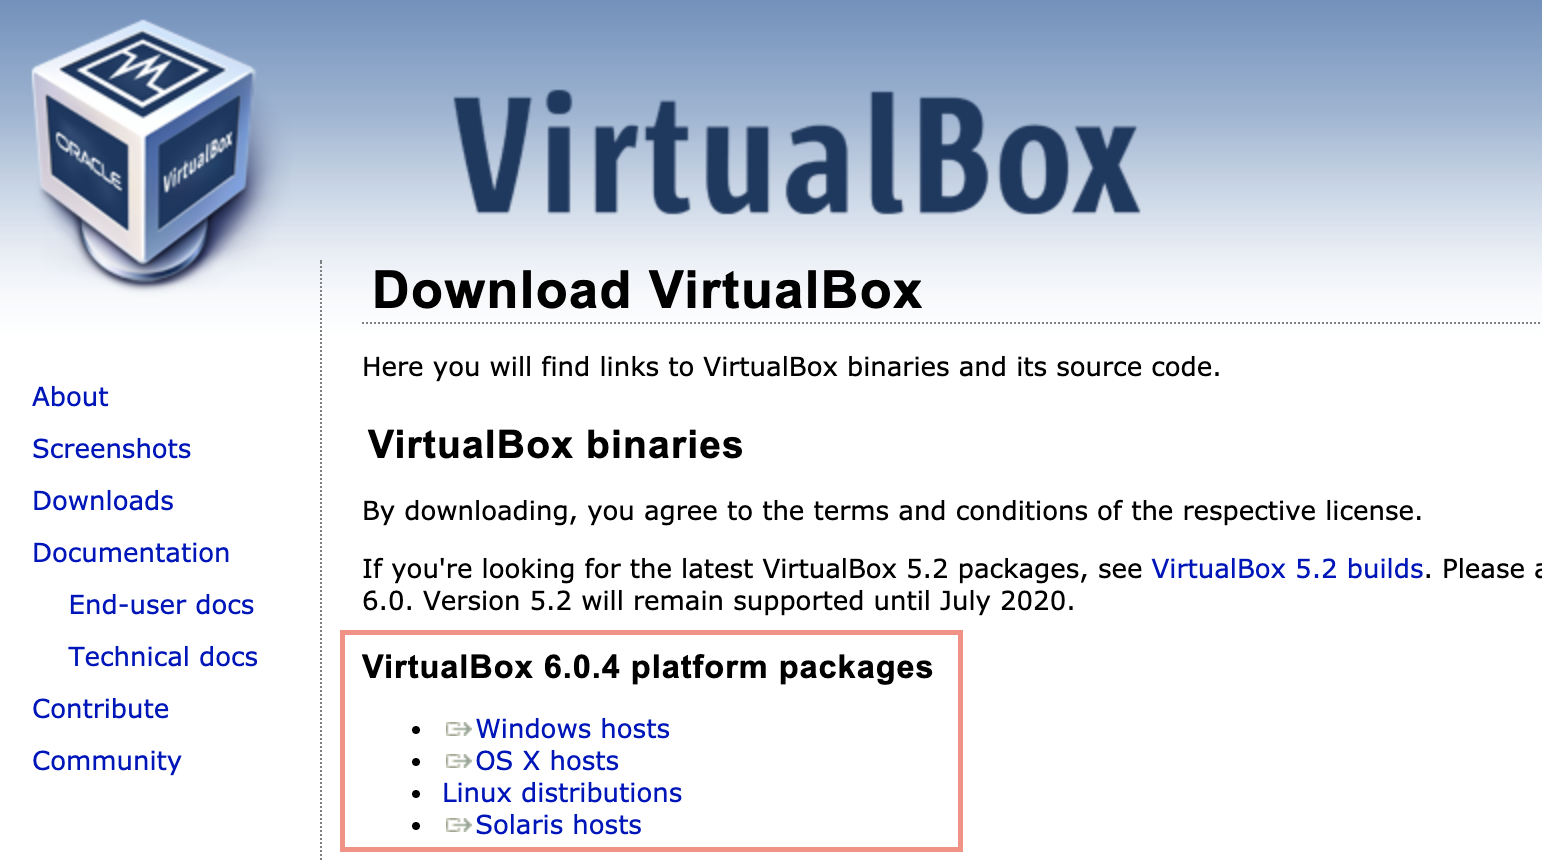 ORACLE
VirtualBox
VirtualBox
Download VirtualBox
Here you will find links to VirtualBox binaries and its source code.
About
Screenshots
Downloads
Documentation
End-user docs
Technical docs
Contribute
Community
VirtualBox binaries
By downloading, you agree to the terms and conditions of the respective license.
If you're looking for the latest VirtualBox 5.2 packages, see VirtualBox 5.2 builds. Please
6.0. Version 5.2 will remain supported until July 2020.
VirtualBox 6.0.4 platform packages
• Windows hosts
• OS X hosts
• Linux distributions
• Solaris hosts